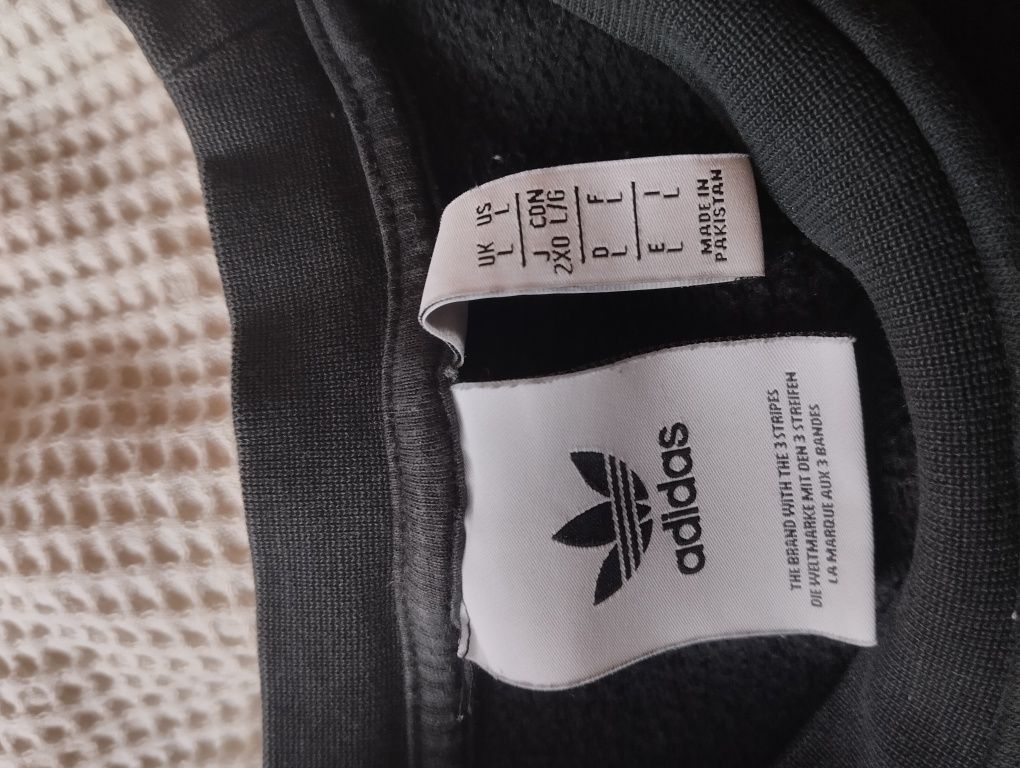 UK US
L L
J CDN
2XO L/G
D F
L L
E I
L L
MADE IN
PAKISTAN
adidas
THE BRAND WITH THE 3 STRIPES
DIE WELTMARKE MIT DEN 3 STREIFEN
LA MARQUE AUX 3 BANDES